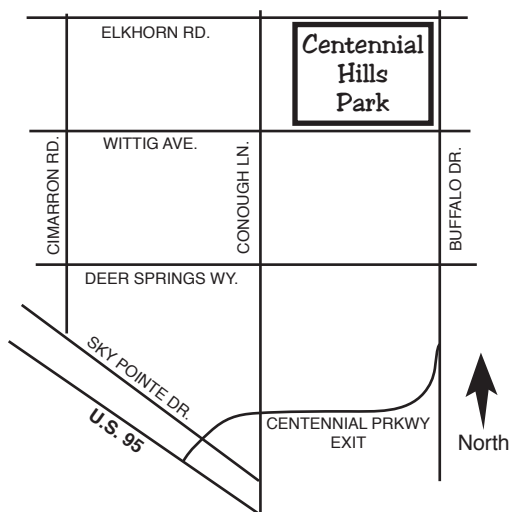 ELKHORN RD.
Centennial
Hills
Park
WITTIG AVE.
CIMARRON RD.
CONOUGH LN.
BUFFALO DR.
DEER SPRINGS WY.
SKY POINTE DR.
U.S. 95
CENTENNIAL PRKWY
EXIT
North